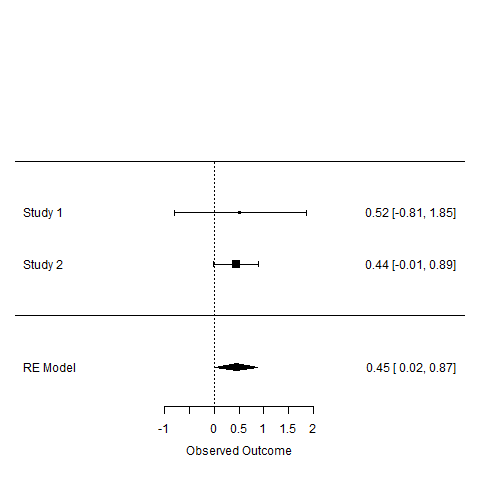 Study 1 0.52 [-0.81, 1.85]
Study 2 0.44 [-0.01, 0.89]
RE Model 0.45 [ 0.02, 0.87]
-1 0 0.5 1 1.5 2
Observed Outcome